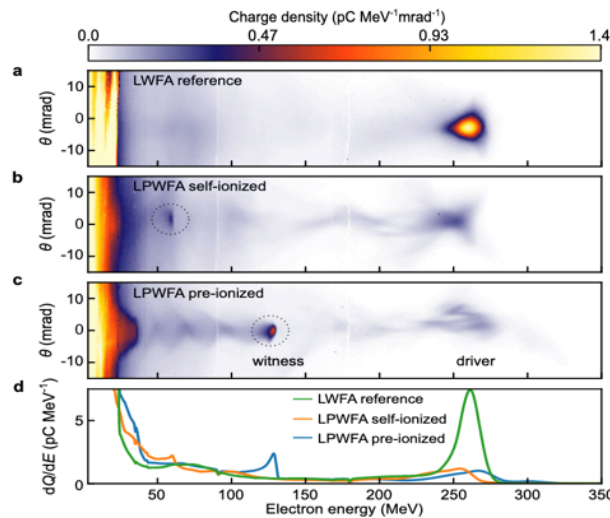 Charge density (pC MeV⁻¹mrad⁻¹)
0.0 0.47 0.93 1.4
a
LWFA reference
10
0
-10
θ (mrad)
b
LPWFA self-ionized
10
0
-10
θ (mrad)
c
LPWFA pre-ionized
10
0
-10
θ (mrad)
witness driver
d
LWFA reference
LPWFA self-ionized
LPWFA pre-ionized
5
0
dQ/dE (pC MeV⁻¹)
50 100 150 200 250 300 350
Electron energy (MeV)